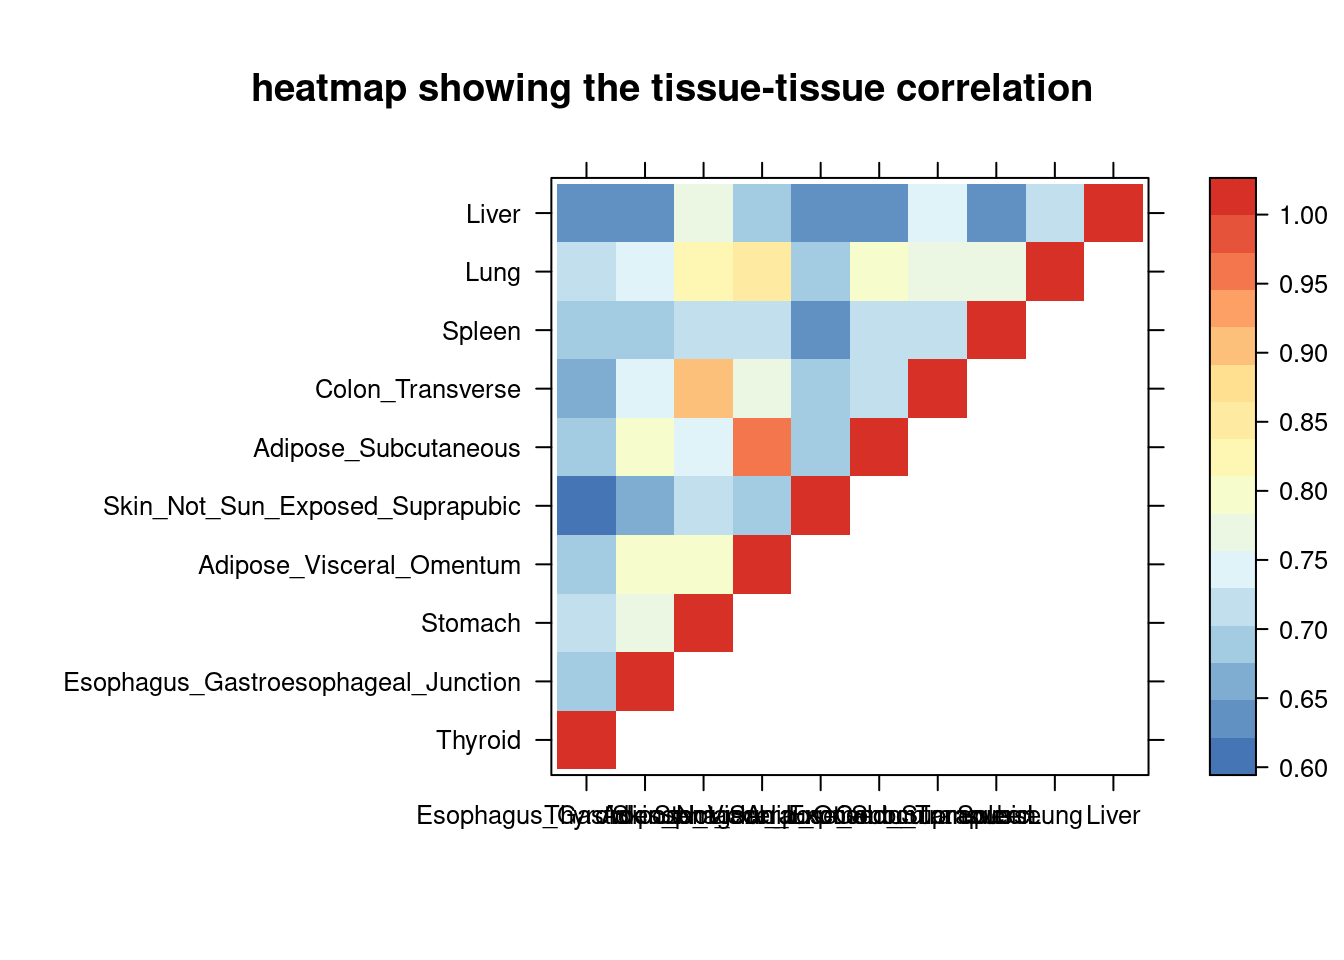 heatmap showing the tissue-tissue correlation
Liver
Lung
Spleen
Colon_Transverse
Adipose_Subcutaneous
Skin_Not_Sun_Exposed_Suprapubic
Adipose_Visceral_Omentum
Stomach
Esophagus_Gastroesophageal_Junction
Thyroid
1.00
0.95
0.90
0.85
0.80
0.75
0.70
0.65
0.60
Liver